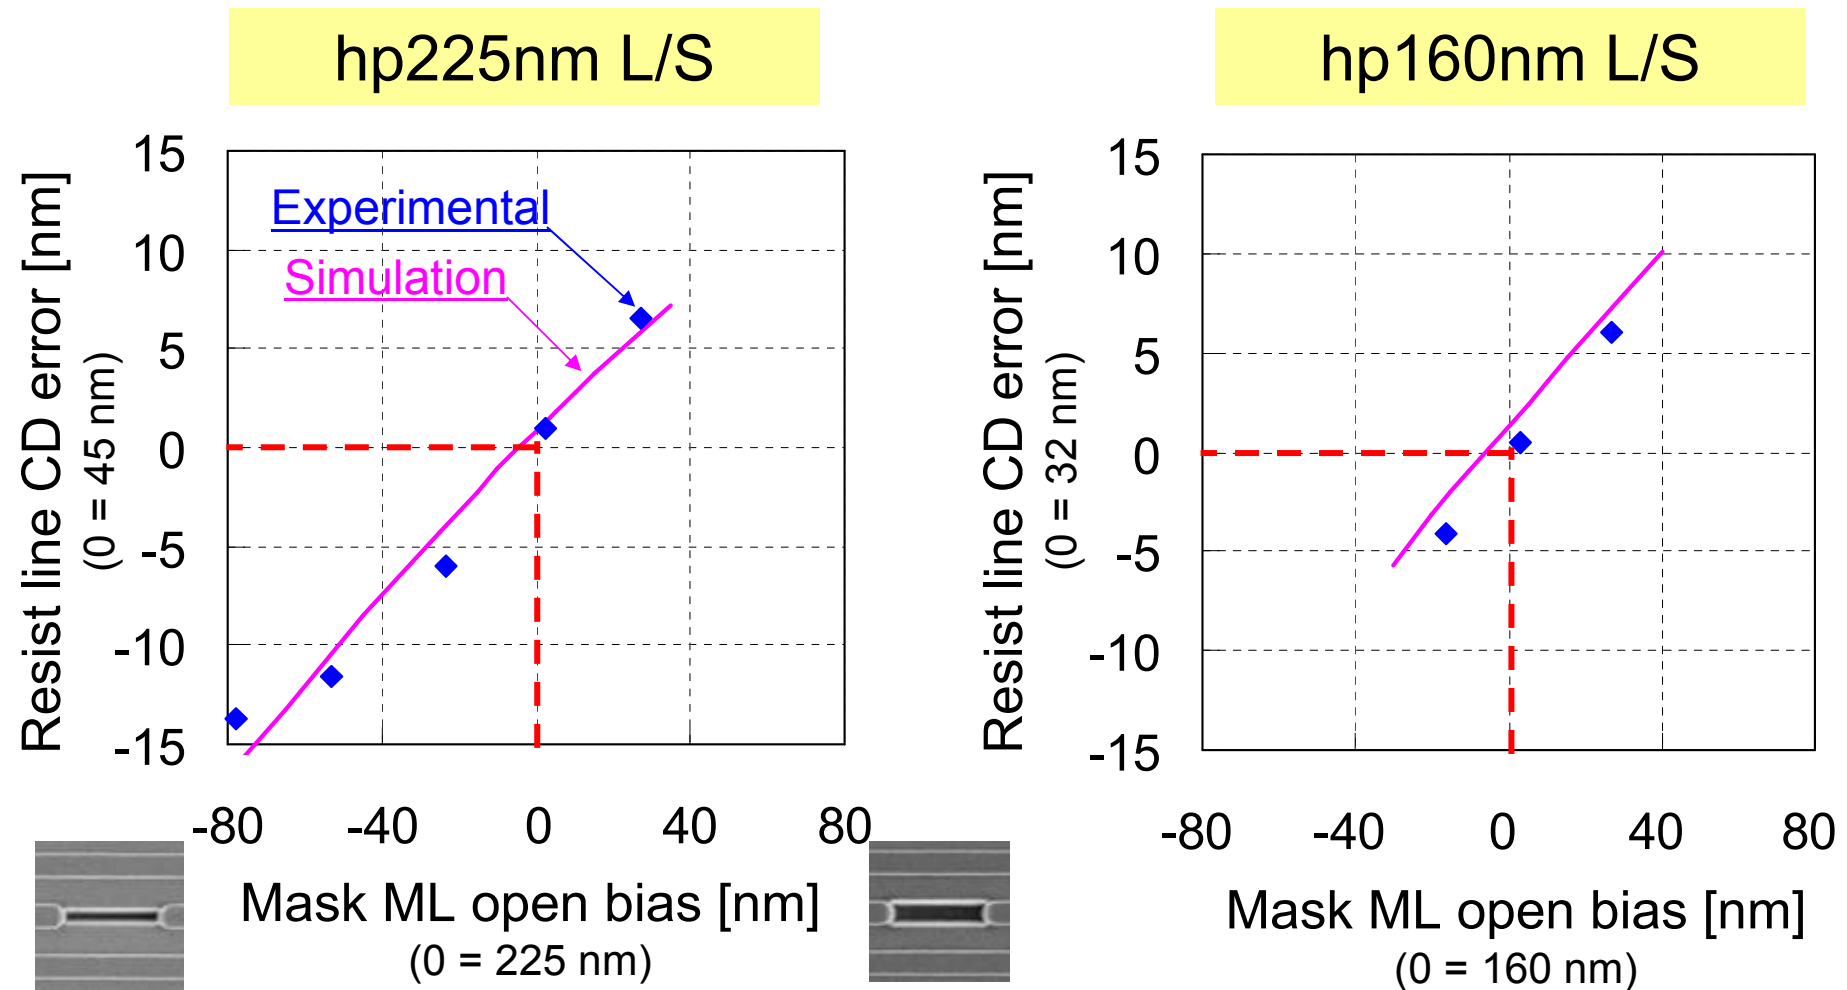 hp225nm L/S
hp160nm L/S
Resist line CD error [nm]
(0 = 45 nm)
15
10
5
0
-5
-10
-15
Experimental
Simulation
-80 -40 0 40 80
Mask ML open bias [nm]
(0 = 225 nm)
Resist line CD error [nm]
(0 = 32 nm)
15
10
5
0
-5
-10
-15
-80 -40 0 40 80
Mask ML open bias [nm]
(0 = 160 nm)